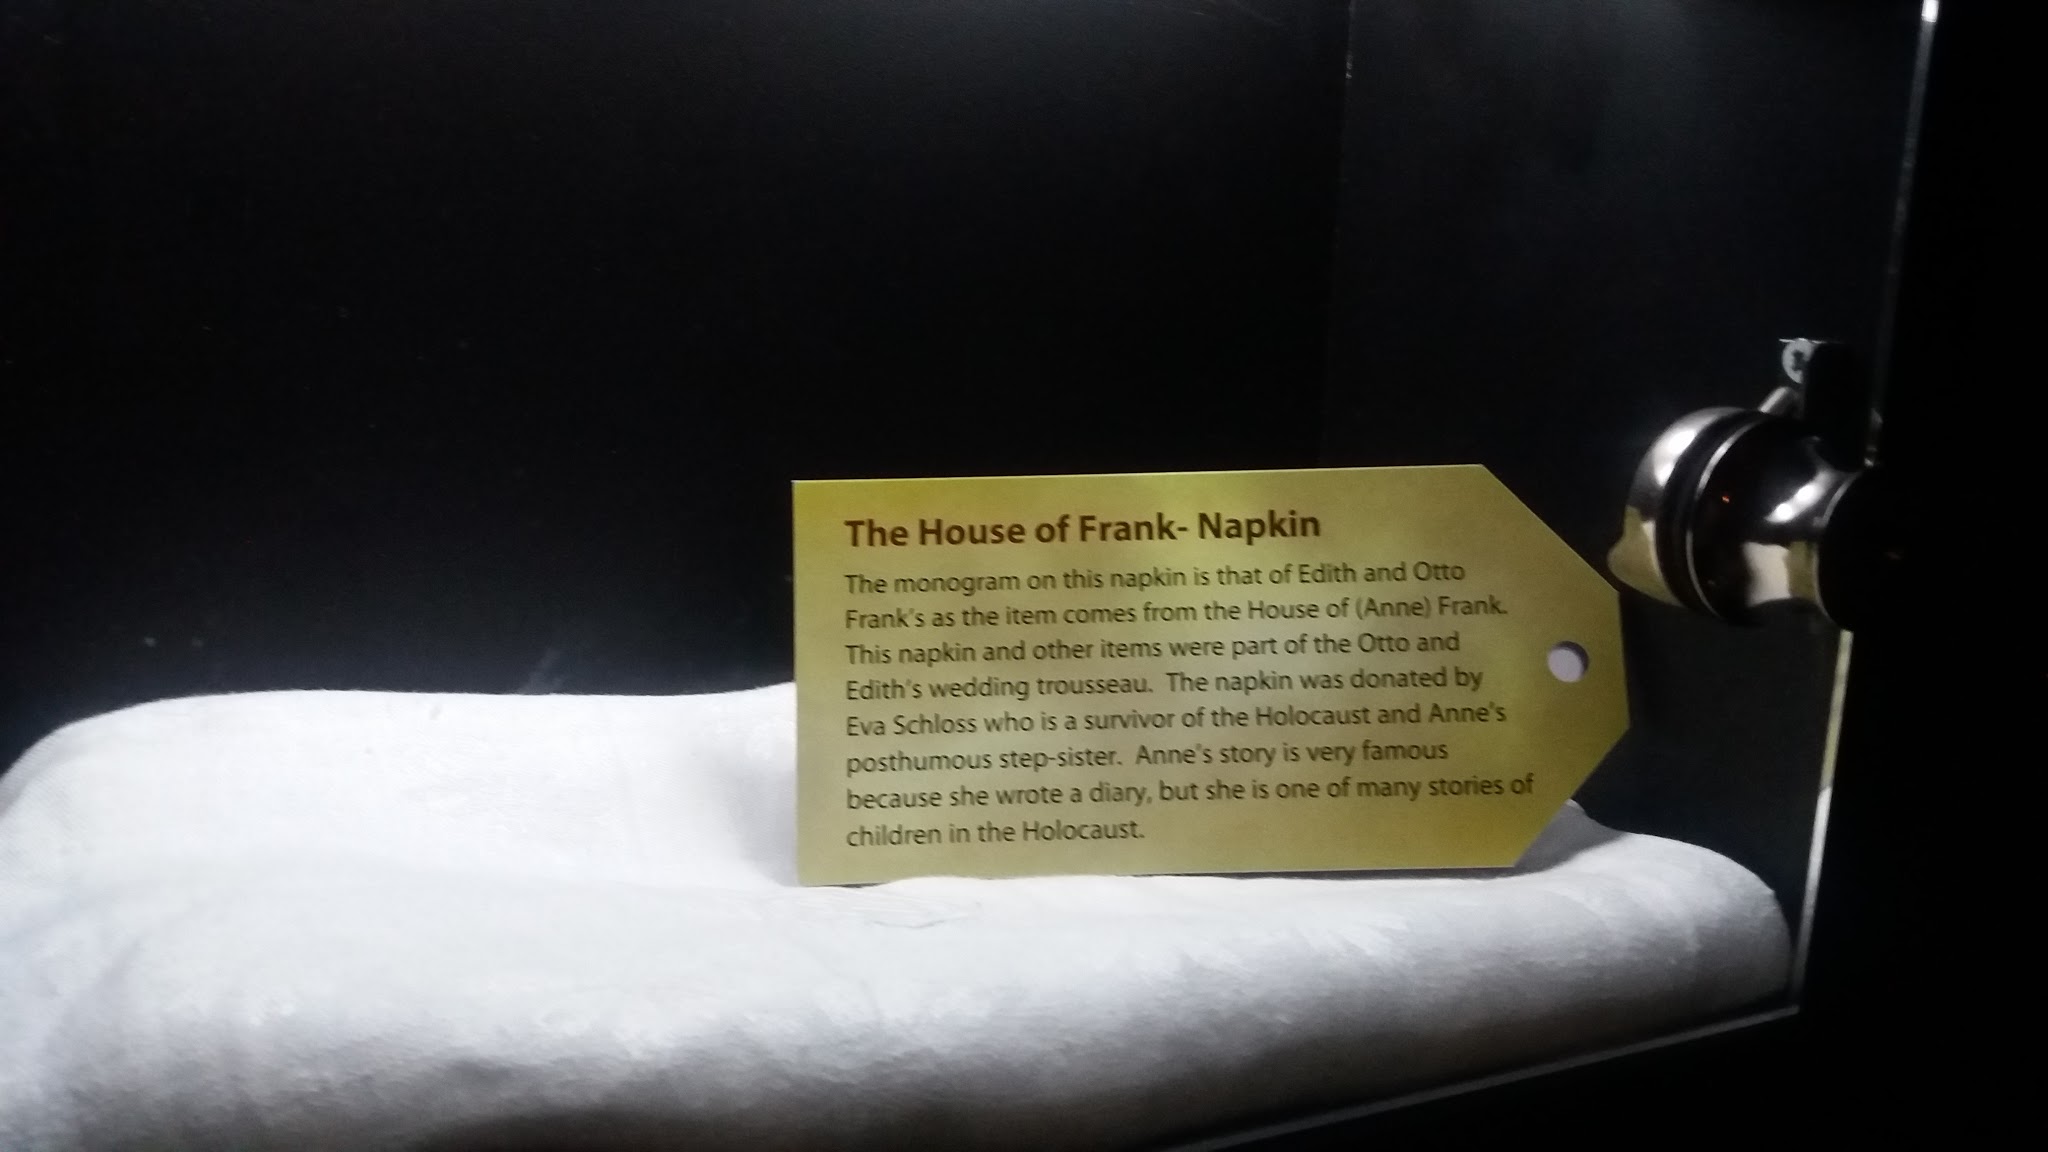 The House of Frank- Napkin
The monogram on this napkin is that of Edith and Otto
Frank's as the item comes from the House of (Anne) Frank.
This napkin and other items were part of the Otto and
Edith's wedding trousseau.  The napkin was donated by
Eva Schloss who is a survivor of the Holocaust and Anne's
posthumous step-sister.  Anne's story is very famous
because she wrote a diary, but she is one of many stories of
children in the Holocaust.